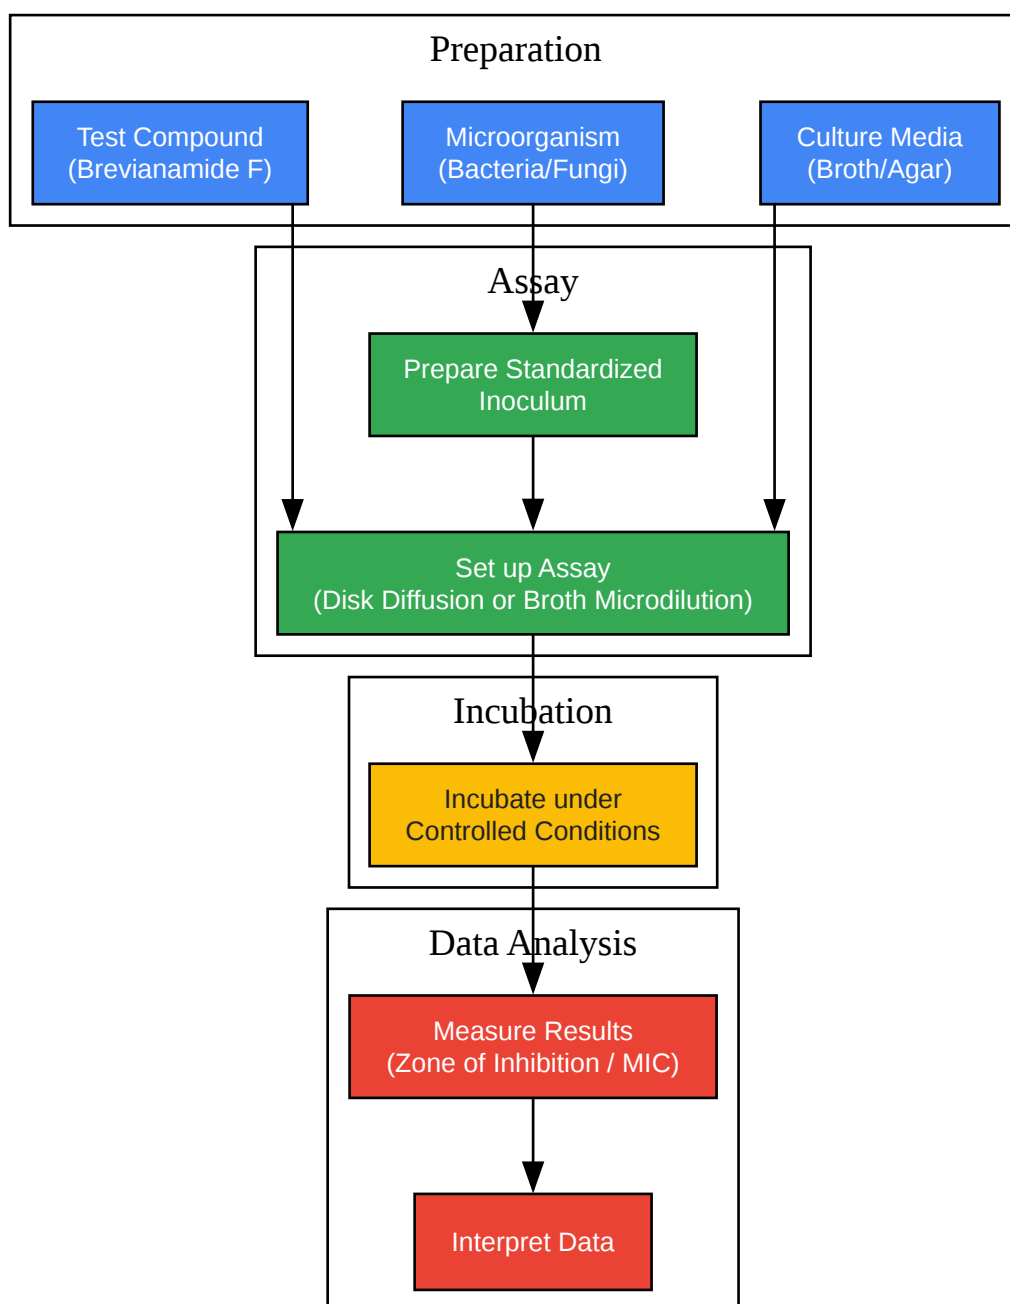 Preparation
Test Compound
(Brevianamide F)
Microorganism
(Bacteria/Fungi)
Culture Media
(Broth/Agar)
Assay
Prepare Standardized
Inoculum
Set up Assay
(Disk Diffusion or Broth Microdilution)
Incubation
Incubate under
Controlled Conditions
Data Analysis
Measure Results
(Zone of Inhibition / MIC)
Interpret Data